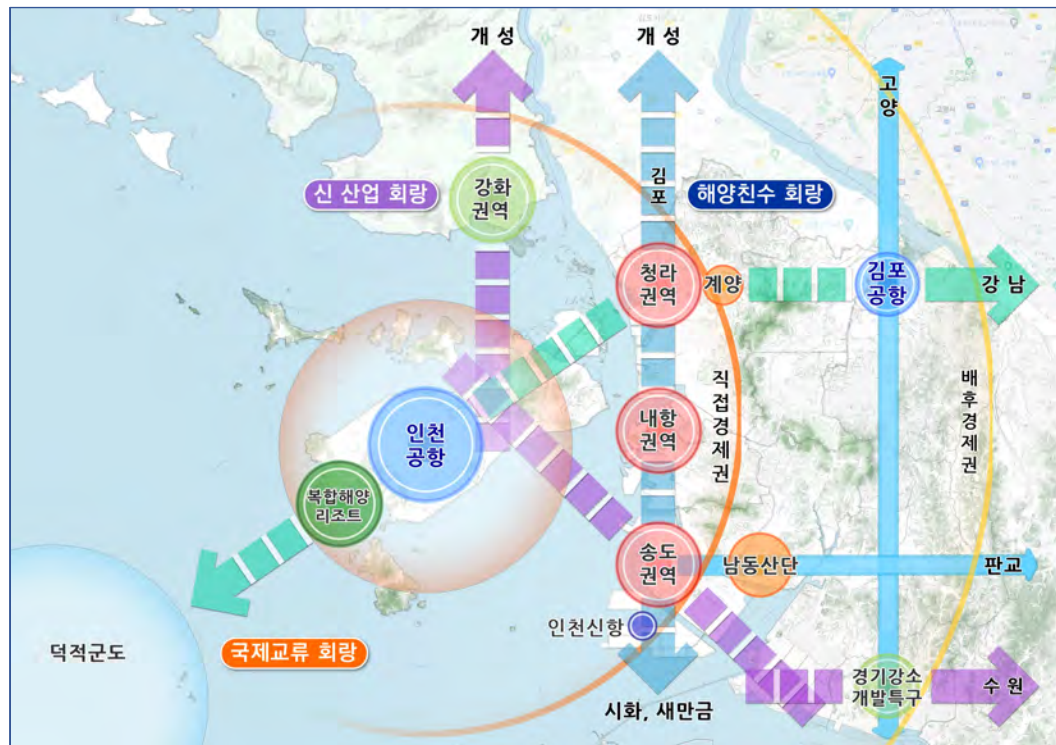 개 성
개 성
고
양
김
포
신 산업 회랑
강화
권역
해양친수 회랑
청라
권역
계양
김포
공항
강 남
직
접
경
제
권
배
후
경
제
권
인천
공항
내항
권역
복합해양
리조트
송도
권역
남동산단
판교
인천신항
덕적군도
국제교류 회랑
경기강소
개발특구
수 원
시화, 새만금